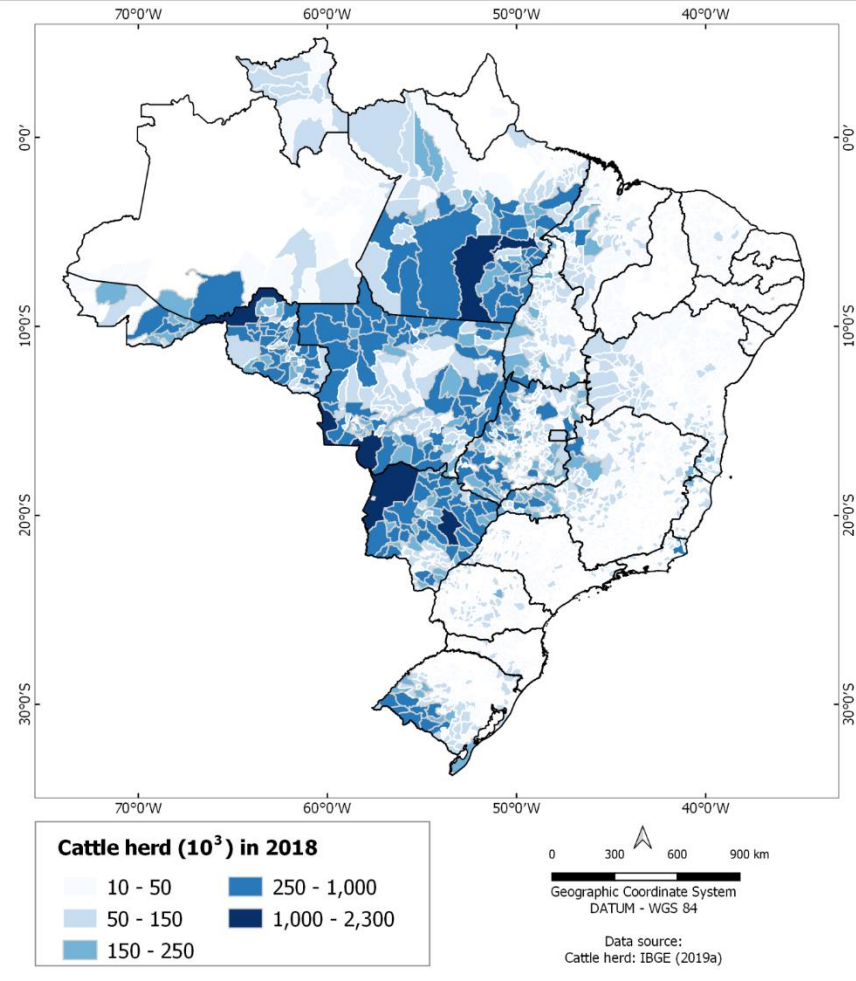 70°0'W 60°0'W 50°0'W 40°0'W
0°0' 0°0'
10°0'S 10°0'S
20°0'S 20°0'S
30°0'S 30°0'S
70°0'W 60°0'W 50°0'W 40°0'W
Cattle herd (10³) in 2018
10 - 50
50 - 150
150 - 250
250 - 1,000
1,000 - 2,300
0 300 600 900 km
Geographic Coordinate System
DATUM - WGS 84
Data source:
Cattle herd: IBGE (2019a)